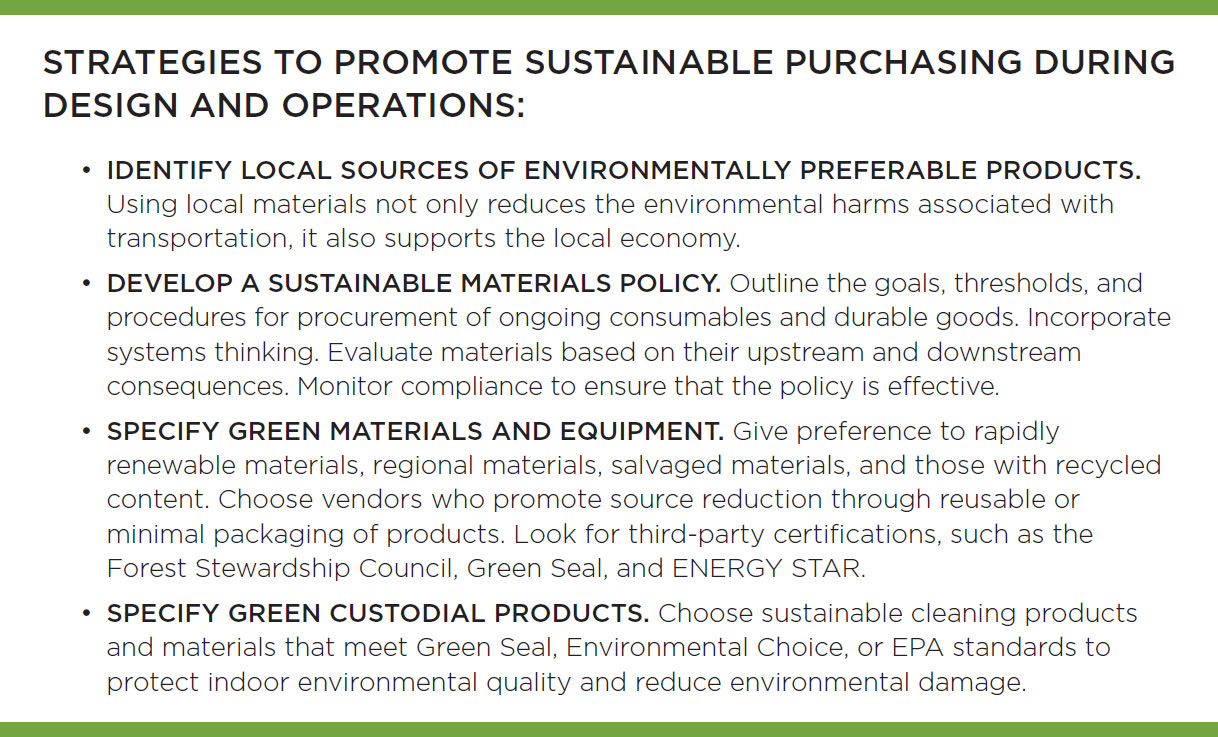 STRATEGIES TO PROMOTE SUSTAINABLE PURCHASING DURING
DESIGN AND OPERATIONS:
• IDENTIFY LOCAL SOURCES OF ENVIRONMENTALLY PREFERABLE PRODUCTS.
Using local materials not only reduces the environmental harms associated with
transportation, it also supports the local economy.
• DEVELOP A SUSTAINABLE MATERIALS POLICY. Outline the goals, thresholds, and
procedures for procurement of ongoing consumables and durable goods. Incorporate
systems thinking. Evaluate materials based on their upstream and downstream
consequences. Monitor compliance to ensure that the policy is effective.
• SPECIFY GREEN MATERIALS AND EQUIPMENT. Give preference to rapidly
renewable materials, regional materials, salvaged materials, and those with recycled
content. Choose vendors who promote source reduction through reusable or
minimal packaging of products. Look for third-party certifications, such as the
Forest Stewardship Council, Green Seal, and ENERGY STAR.
• SPECIFY GREEN CUSTODIAL PRODUCTS. Choose sustainable cleaning products
and materials that meet Green Seal, Environmental Choice, or EPA standards to
protect indoor environmental quality and reduce environmental damage.